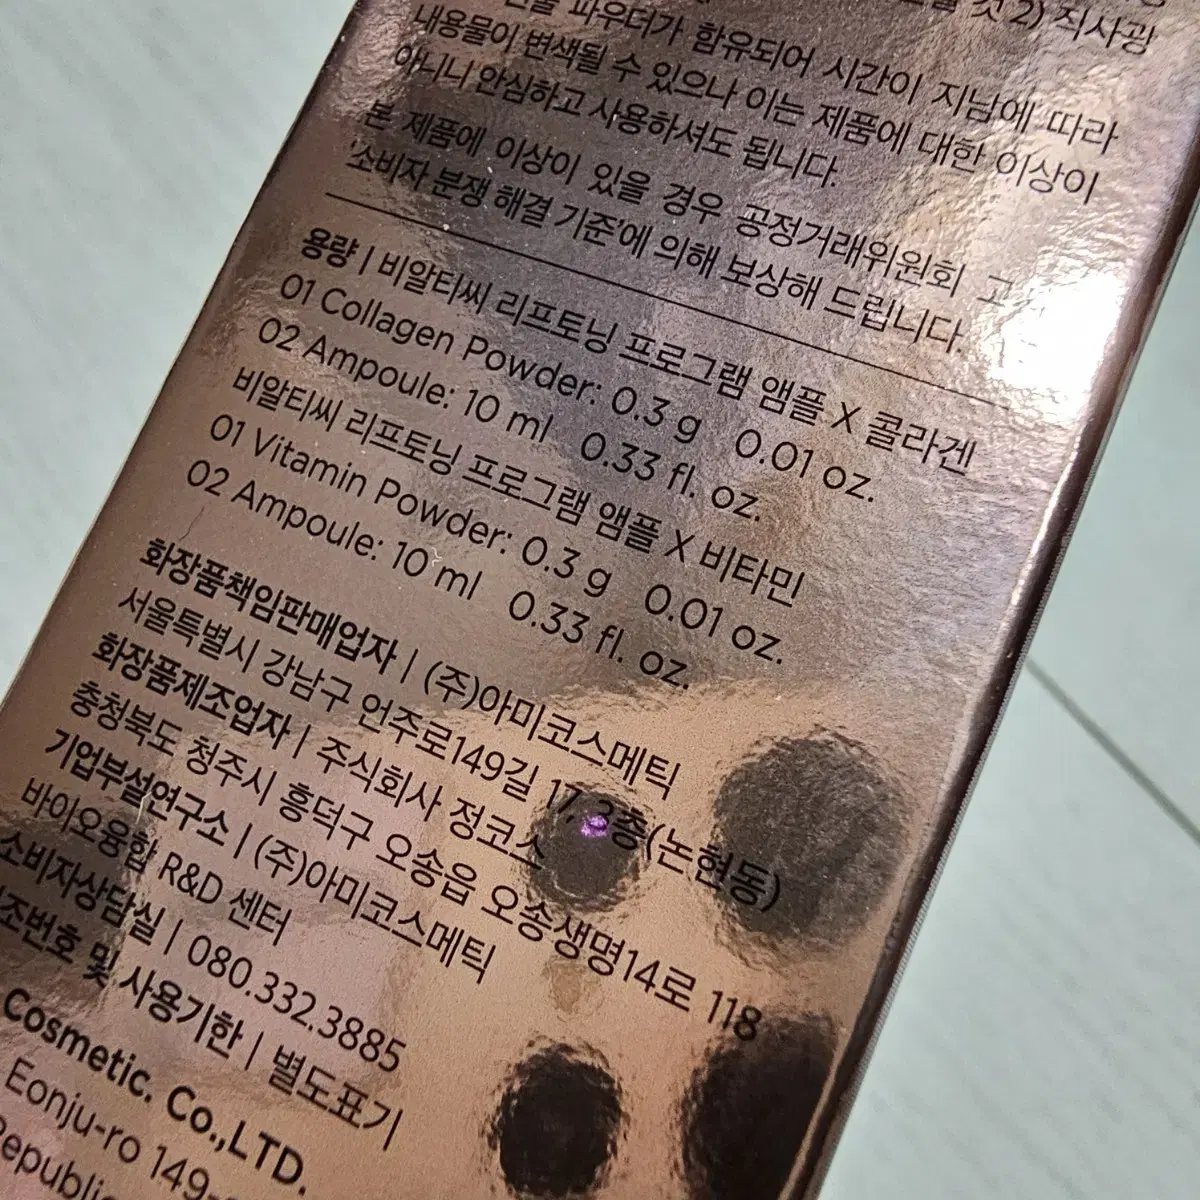 것 2) 직사광
파우더가 함유되어 시간이 지남에 따라
내용물이 변색될 수 있으나 이는 제품에 대한 이상이
아니니 안심하고 사용하셔도 됩니다.
본 제품에 이상이 있을 경우 공정거래위원회 고
'소비자 분쟁 해결 기준'에 의해 보상해 드립니다.
용량 | 비알티씨 리프토닝 프로그램 앰플 X 콜라겐
01 Collagen Powder: 0.3 g 0.01 oz.
02 Ampoule: 10 ml 0.33 fl. oz.
비알티씨 리프토닝 프로그램 앰플 X 비타민
01 Vitamin Powder: 0.3 g 0.01 oz.
02 Ampoule: 10 ml 0.33 fl. oz.
화장품책임판매업자 | (주)아미코스메틱
서울특별시 강남구 언주로149길 17, 3층(논현동)
화장품제조업자 | 주식회사 정코스
충청북도 청주시 흥덕구 오송읍 오송생명14로 118
기업부설연구소 | (주)아미코스메틱
바이오융합 R&D 센터
소비자상담실 | 080.332.3885
조번호 및 사용기한 | 별도표기
Cosmetic. Co.,LTD.
Eonju-ro 149-